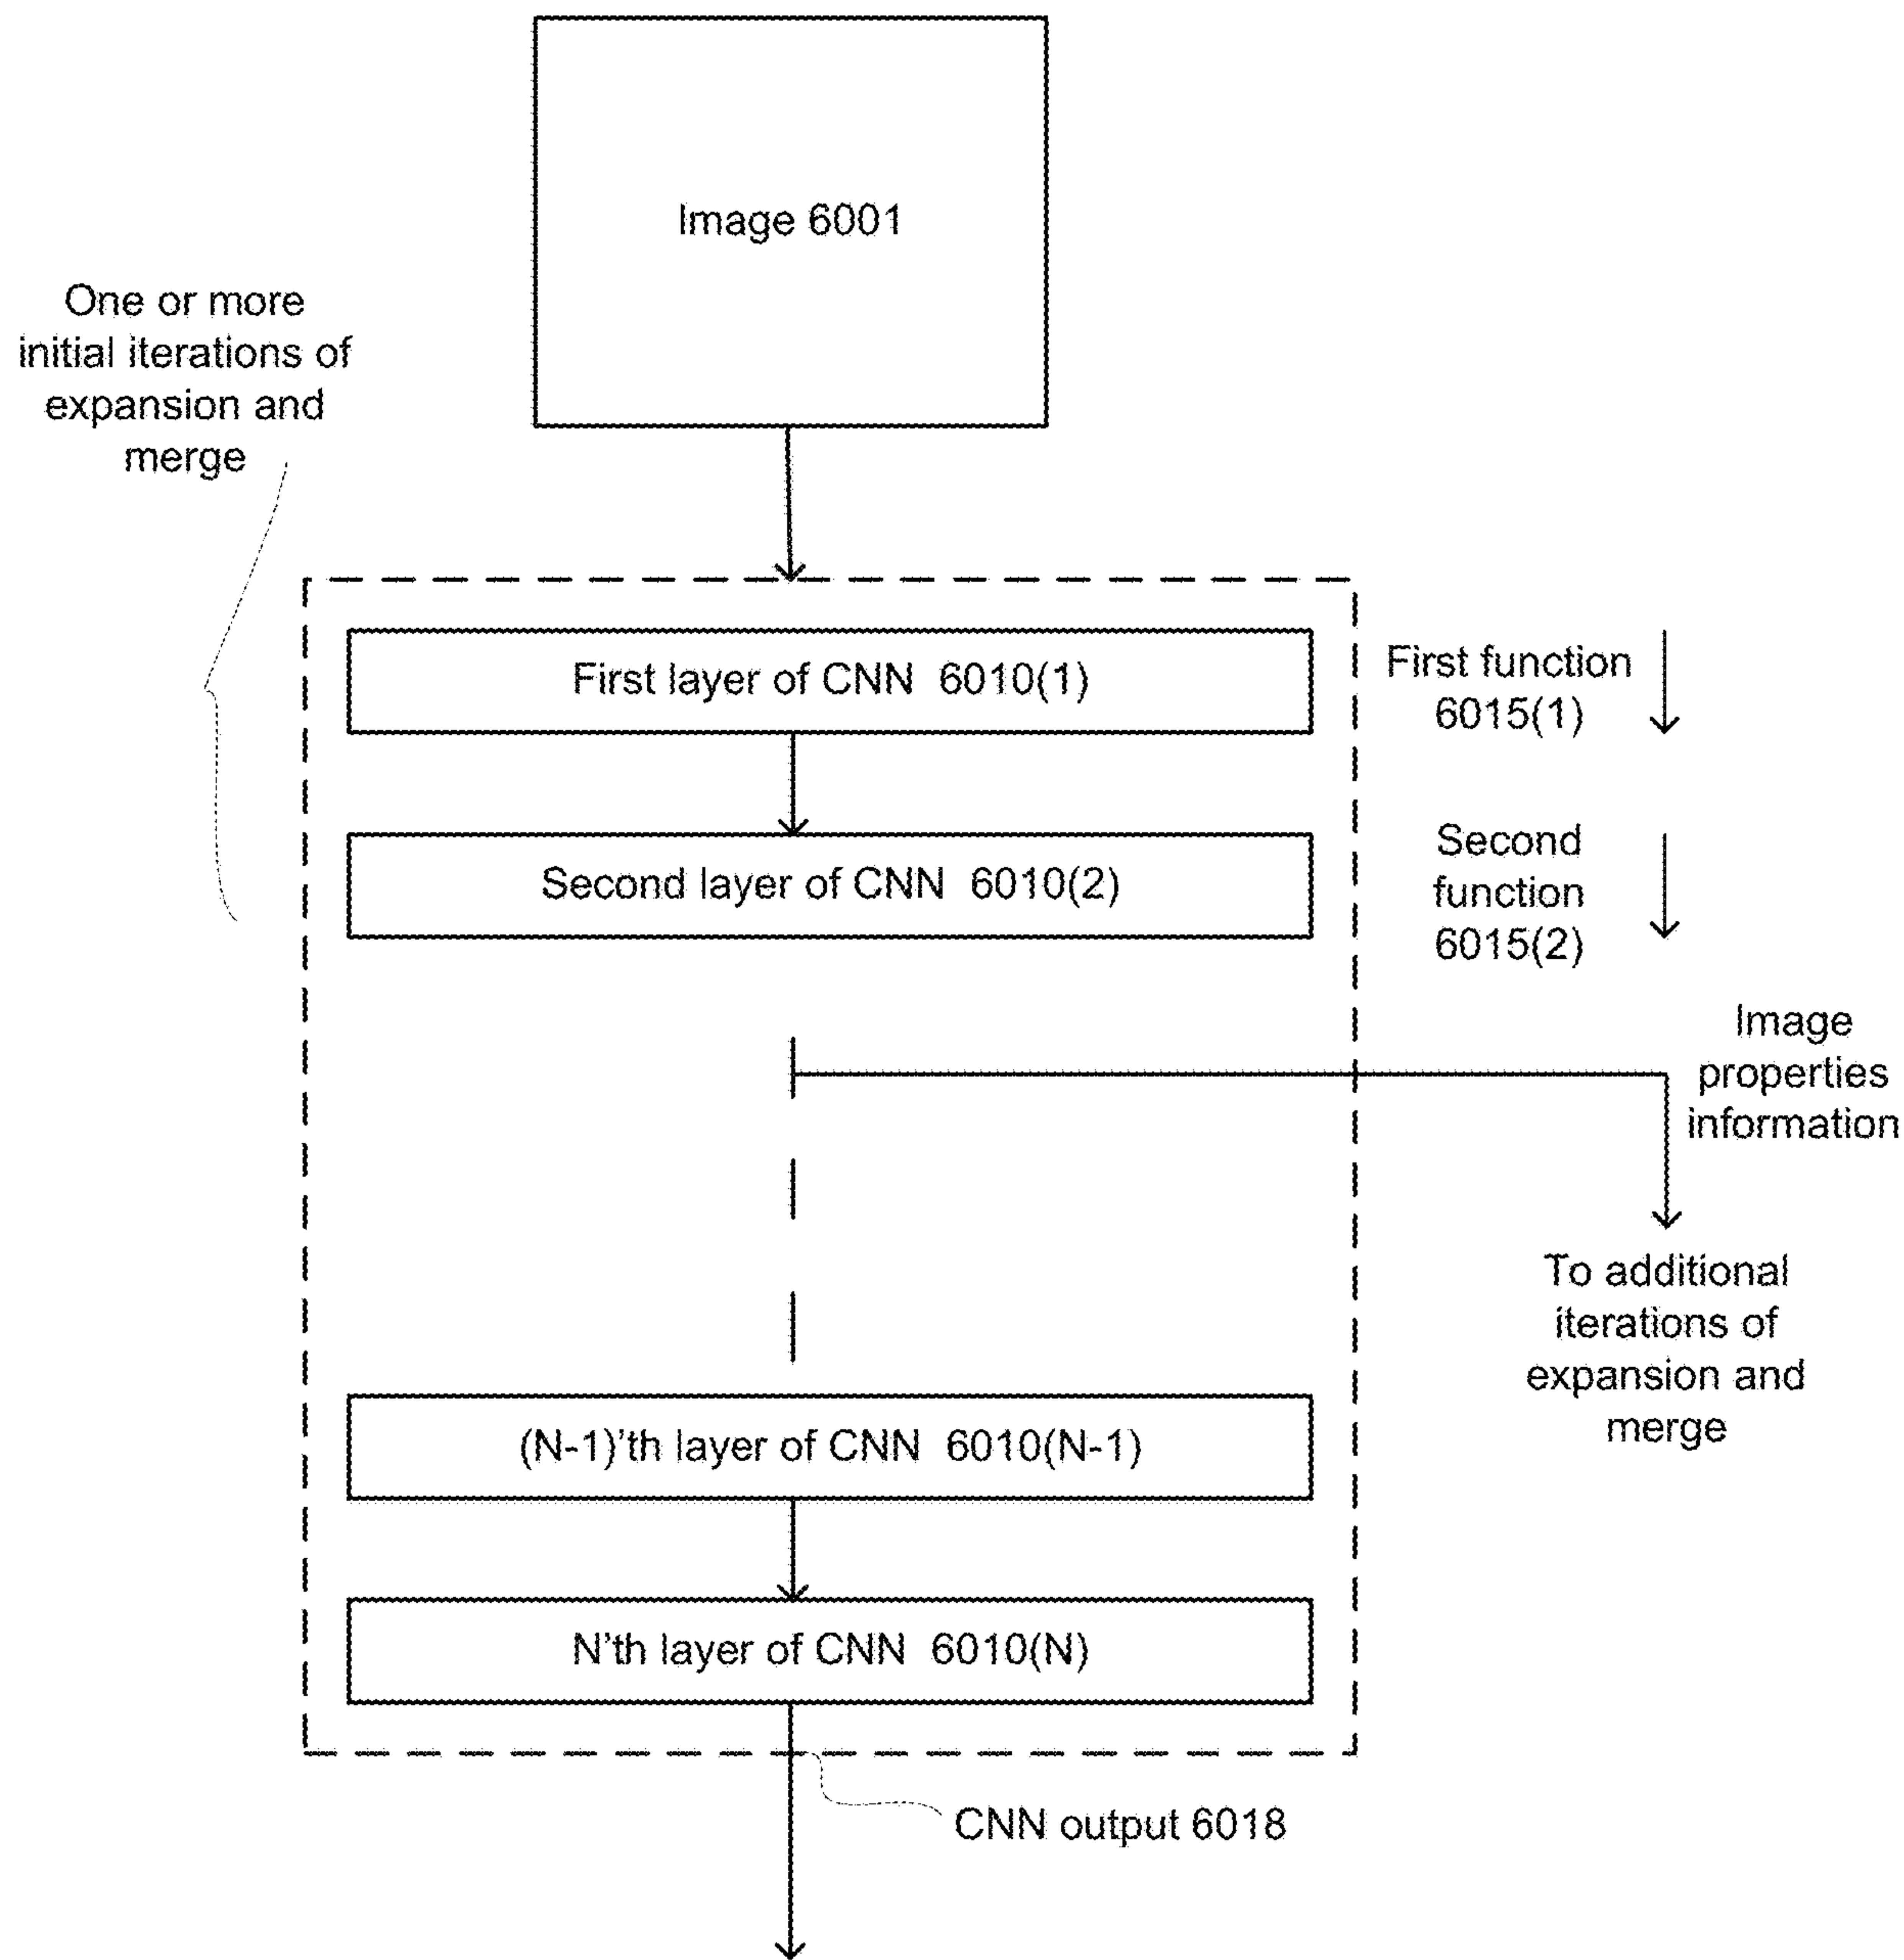 Image 6001
One or more
initial iterations of
expansion and
merge
First layer of CNN 6010(1)
First function
6015(1)
Second layer of CNN 6010(2)
Second
function
6015(2)
Image
properties
information
To additional
iterations of
expansion and
merge
(N-1)'th layer of CNN 6010(N-1)
N'th layer of CNN 6010(N)
CNN output 6018